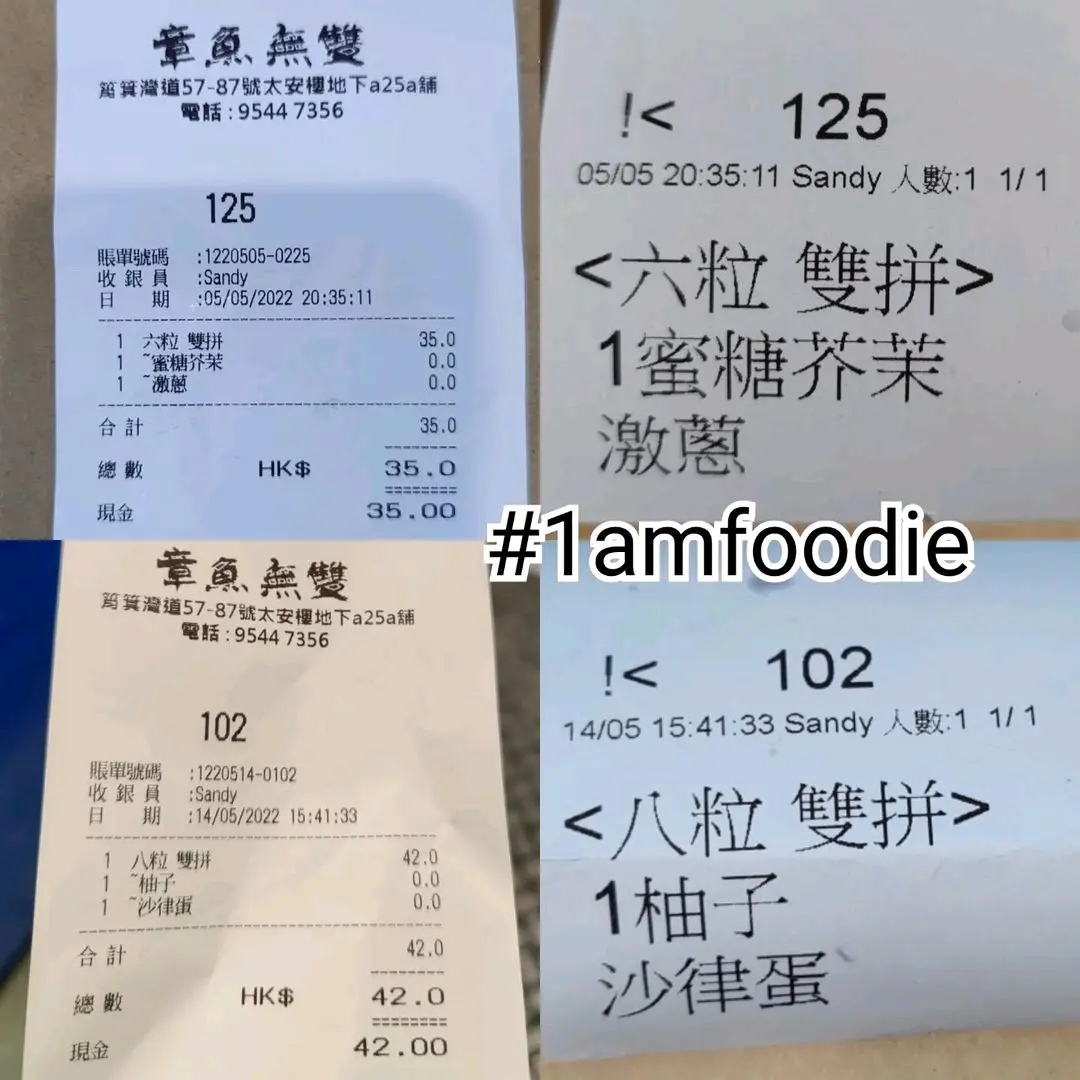 章魚無雙
筲箕灣道57-87號太安樓地下a25a舖
電話:9544 7356
125
賬單號碼 :1220505-0225
收銀員 :Sandy
日 期 :05/05/2022 20:35:11
1 六粒 雙拼 35.0
1 ~蜜糖芥茉 0.0
1 ~激蔥 0.0
合計 35.0
總數 HK$ 35.0
現金 35.00
!< 125
05/05 20:35:11 Sandy 人數:1 1/1
<六粒 雙拼>
1蜜糖芥茉
激蔥
#1amfoodie
章魚無雙
筲箕灣道57-87號太安樓地下a25a舖
電話:9544 7356
102
賬單號碼 :1220514-0102
收銀員 :Sandy
日 期 :14/05/2022 15:41:33
1 八粒 雙拼 42.0
1 ~柚子 0.0
1 ~沙律蛋 0.0
合計 42.0
總數 HK$ 42.0
現金 42.00
!< 102
14/05 15:41:33 Sandy 人數:1 1/1
<八粒 雙拼>
1柚子
沙律蛋